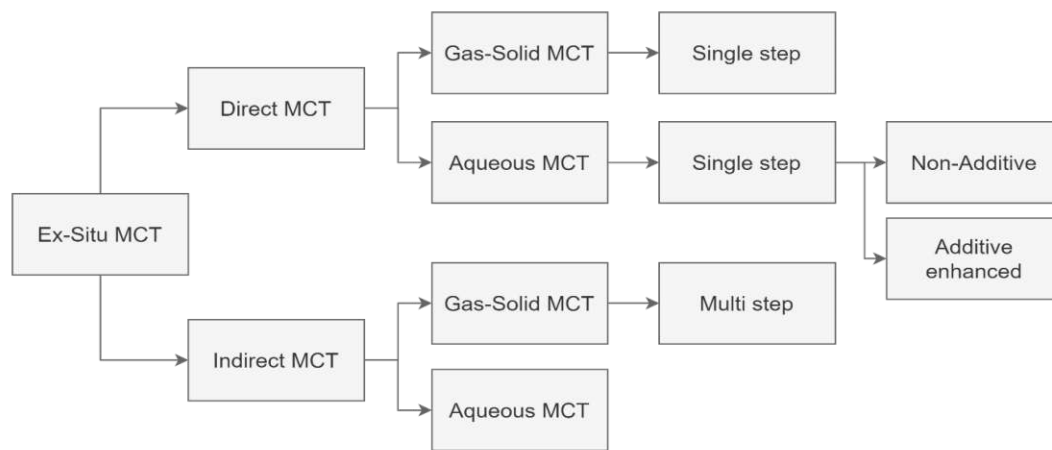 Gas-Solid MCT
Single step
Direct MCT
Aqueous MCT
Single step
Non-Additive
Ex-Situ MCT
Additive
enhanced
Gas-Solid MCT
Multi step
Indirect MCT
Aqueous MCT